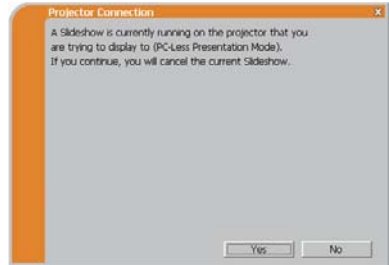 Projector Connection
A Slideshow is currently running on the projector that you
are trying to display to (PC-Less Presentation Mode).
If you continue, you will cancel the current Slideshow.
Yes No